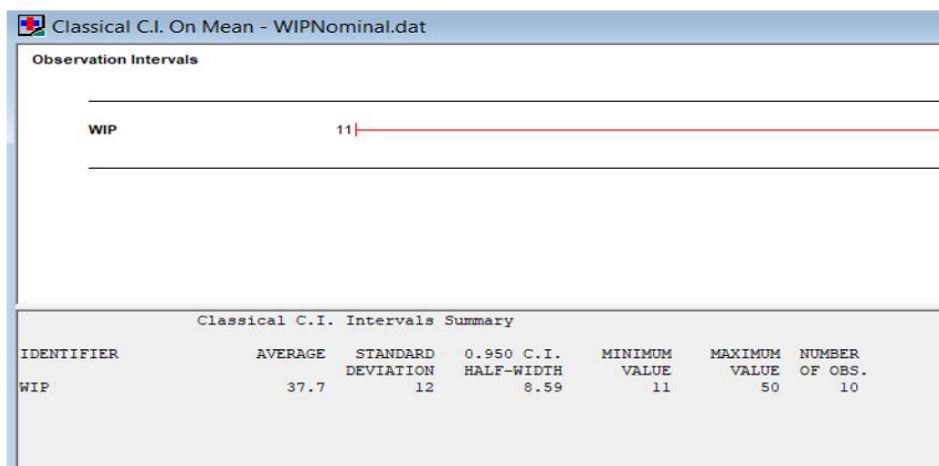 Classical C.I. On Mean - WIPNominal.dat
Observation Intervals
WIP 11
Classical C.I. Intervals Summary
IDENTIFIER AVERAGE STANDARD 0.950 C.I. MINIMUM MAXIMUM NUMBER
DEVIATION HALF-WIDTH VALUE VALUE OF OBS.
WIP 37.7 12 8.59 11 50 10